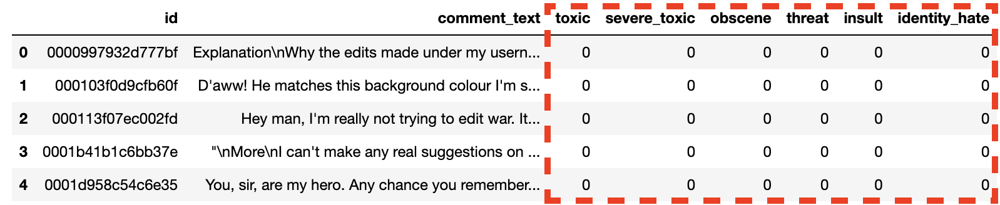 id comment_text toxic severe_toxic obscene threat insult identity_hate
0 0000997932d777bf Explanation\nWhy the edits made under my usern... 0 0 0 0 0 0
1 000103f0d9cfb60f D'aww! He matches this background colour I'm s... 0 0 0 0 0 0
2 000113f07ec002fd Hey man, I'm really not trying to edit war. It... 0 0 0 0 0 0
3 0001b41b1c6bb37e "\nMore\nI can't make any real suggestions on ... 0 0 0 0 0 0
4 0001d958c54c6e35 You, sir, are my hero. Any chance you remember... 0 0 0 0 0 0